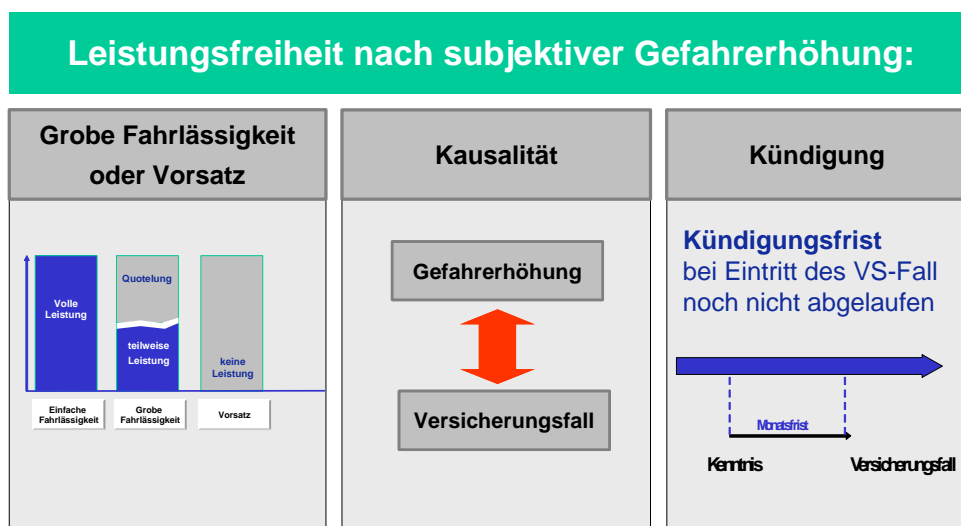 Leistungsfreiheit nach subjektiver Gefahrerhöhung:
Grobe Fahrlässigkeit
oder Vorsatz
Volle
Leistung
Quotelung
teilweise
Leistung
keine
Leistung
Einfache
Fahrlässigkeit
Grobe
Fahrlässigkeit
Vorsatz
Kausalität
Gefahrerhöhung
Versicherungsfall
Kündigung
Kündigungsfrist
bei Eintritt des VS-Fall
noch nicht abgelaufen
Monatsfrist
Kenntnis
Versicherungsfall